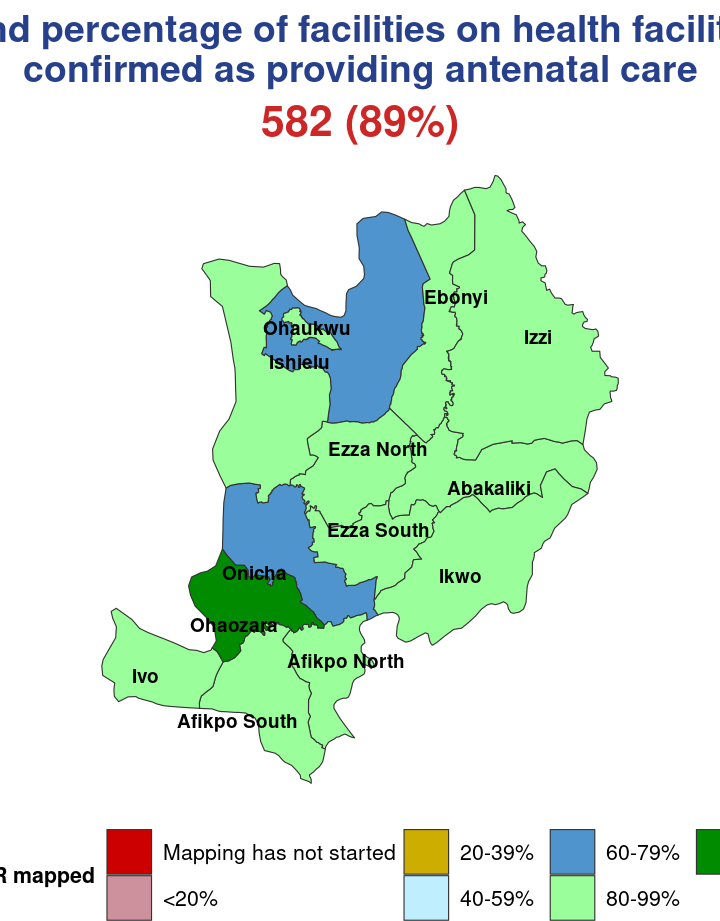 percentage of facilities on health
confirmed as providing antenatal care
582 (89%)
Ebonyi
Ohaukwu
Izzi
Ishielu
Ezza North
Abakaliki
Ezza South
Onicha
Ikwo
Ohaozara
Afikpo North
Ivo
Afikpo South
Mapping has not started
20-39%
60-79%
R mapped
<20%
40-59%
80-99%